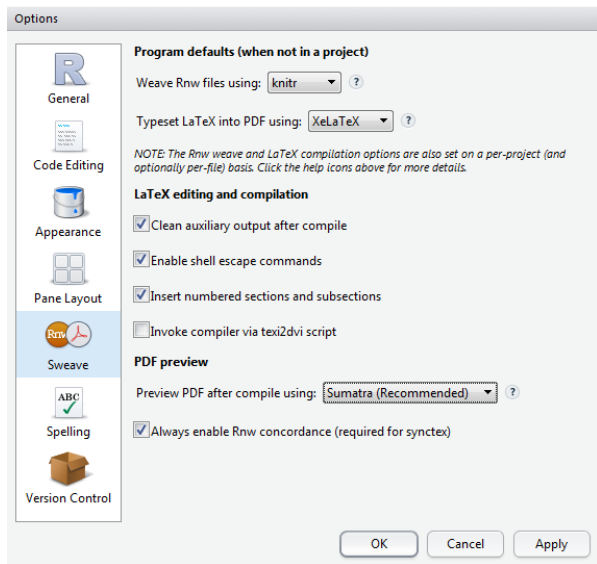 Options
General
Code Editing
Appearance
Pane Layout
Rnw
Sweave
ABC
Spelling
Version Control
Program defaults (when not in a project)
Weave Rnw files using: knitr ?
Typeset LaTeX into PDF using: XeLaTeX ?
NOTE: The Rnw weave and LaTeX compilation options are also set on a per-project (and
optionally per-file) basis. Click the help icons above for more details.
LaTeX editing and compilation
Clean auxiliary output after compile
Enable shell escape commands
Insert numbered sections and subsections
Invoke compiler via texi2dvi script
PDF preview
Preview PDF after compile using: Sumatra (Recommended) ?
Always enable Rnw concordance (required for synctex)
OK Cancel Apply